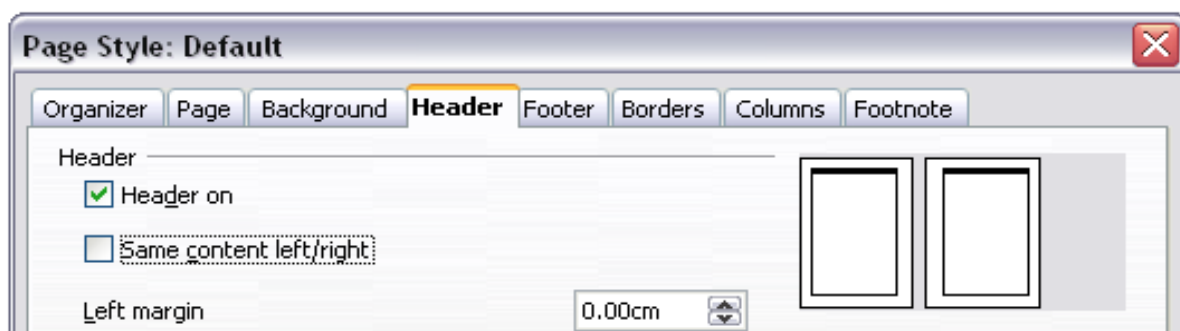 Page Style: Default
Organizer Page Background Header Footer Borders Columns Footnote
Header
Header on
Same content left/right
Left margin 0.00cm